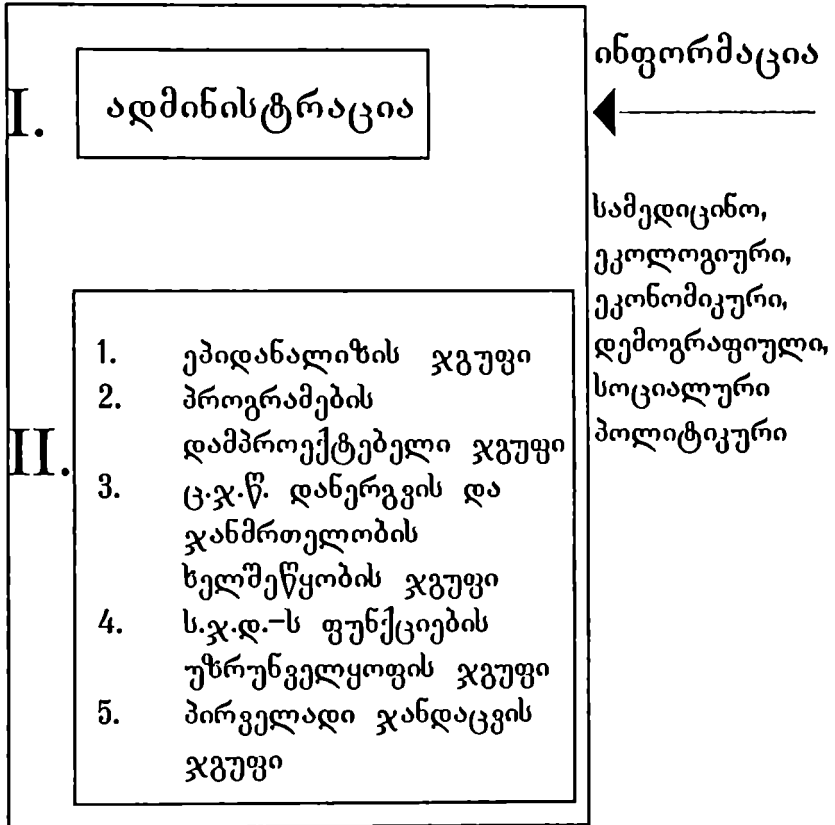 I.
ადმინისტრაცია
ინფორმაცია
სამედიცინო,
ეკოლოგიური,
ეკონომიკური,
დემოგრაფიული,
სოციალური
პოლიტიკური
II.
1. ეპიდანალიზის ჯგუფი
2. პროგრამების
დამპროექტებელი ჯგუფი
3. ც.ჯ.წ. დანერგვის და
ჯანმრთელობის
ხელშეწყობის ჯგუფი
4. ს.ჯ.დ.-ს ფუნქციების
უზრუნველყოფის ჯგუფი
5. პირველადი ჯანდაცვის
ჯგუფი